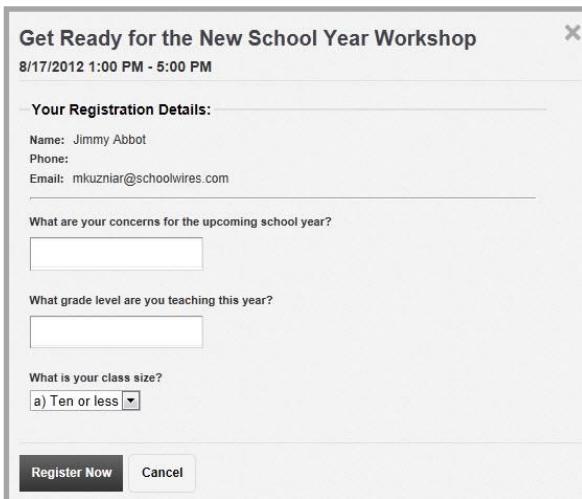 Get Ready for the New School Year Workshop
8/17/2012 1:00 PM - 5:00 PM
Your Registration Details:
Name: Jimmy Abbot
Phone:
Email: mkuzniar@schoolwires.com
What are your concerns for the upcoming school year?
What grade level are you teaching this year?
What is your class size?
a) Ten or less
Register Now Cancel